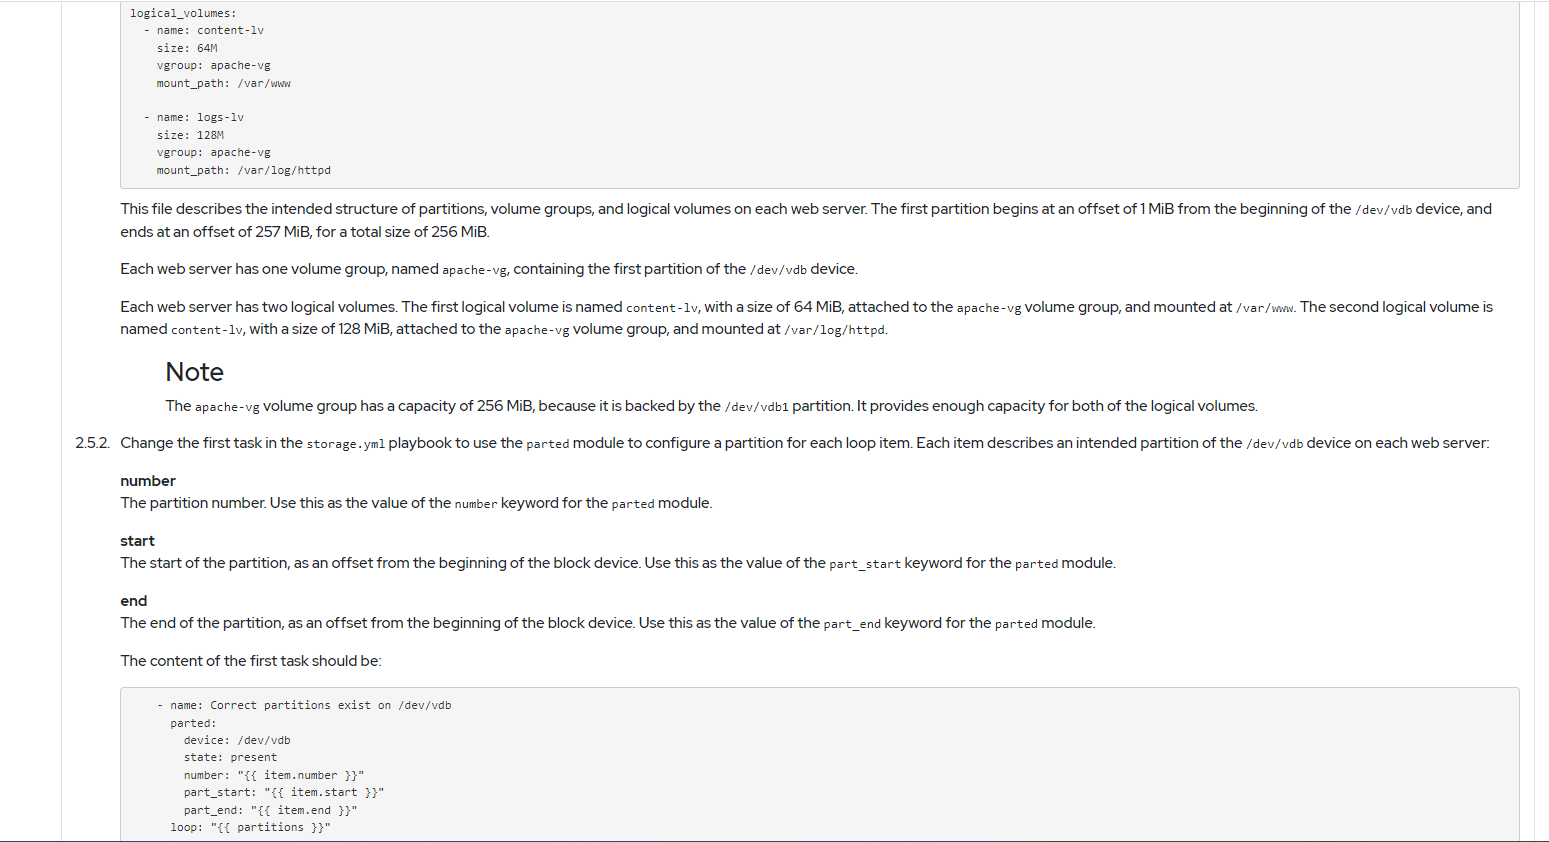 logical_volumes:
  - name: content-lv
    size: 64M
    vgroup: apache-vg
    mount_path: /var/www

  - name: logs-lv
    size: 128M
    vgroup: apache-vg
    mount_path: /var/log/httpd
This file describes the intended structure of partitions, volume groups, and logical volumes on each web server. The first partition begins at an offset of 1 MiB from the beginning of the /dev/vdb device, and
ends at an offset of 257 MiB, for a total size of 256 MiB.
Each web server has one volume group, named apache-vg, containing the first partition of the /dev/vdb device.
Each web server has two logical volumes. The first logical volume is named content-lv, with a size of 64 MiB, attached to the apache-vg volume group, and mounted at /var/www. The second logical volume is
named content-lv, with a size of 128 MiB, attached to the apache-vg volume group, and mounted at /var/log/httpd.
Note
The apache-vg volume group has a capacity of 256 MiB, because it is backed by the /dev/vdb1 partition. It provides enough capacity for both of the logical volumes.
2.5.2. Change the first task in the storage.yml playbook to use the parted module to configure a partition for each loop item. Each item describes an intended partition of the /dev/vdb device on each web server:
number
The partition number. Use this as the value of the number keyword for the parted module.
start
The start of the partition, as an offset from the beginning of the block device. Use this as the value of the part_start keyword for the parted module.
end
The end of the partition, as an offset from the beginning of the block device. Use this as the value of the part_end keyword for the parted module.
The content of the first task should be:
    - name: Correct partitions exist on /dev/vdb
      parted:
        device: /dev/vdb
        state: present
        number: "{{ item.number }}"
        part_start: "{{ item.start }}"
        part_end: "{{ item.end }}"
      loop: "{{ partitions }}"